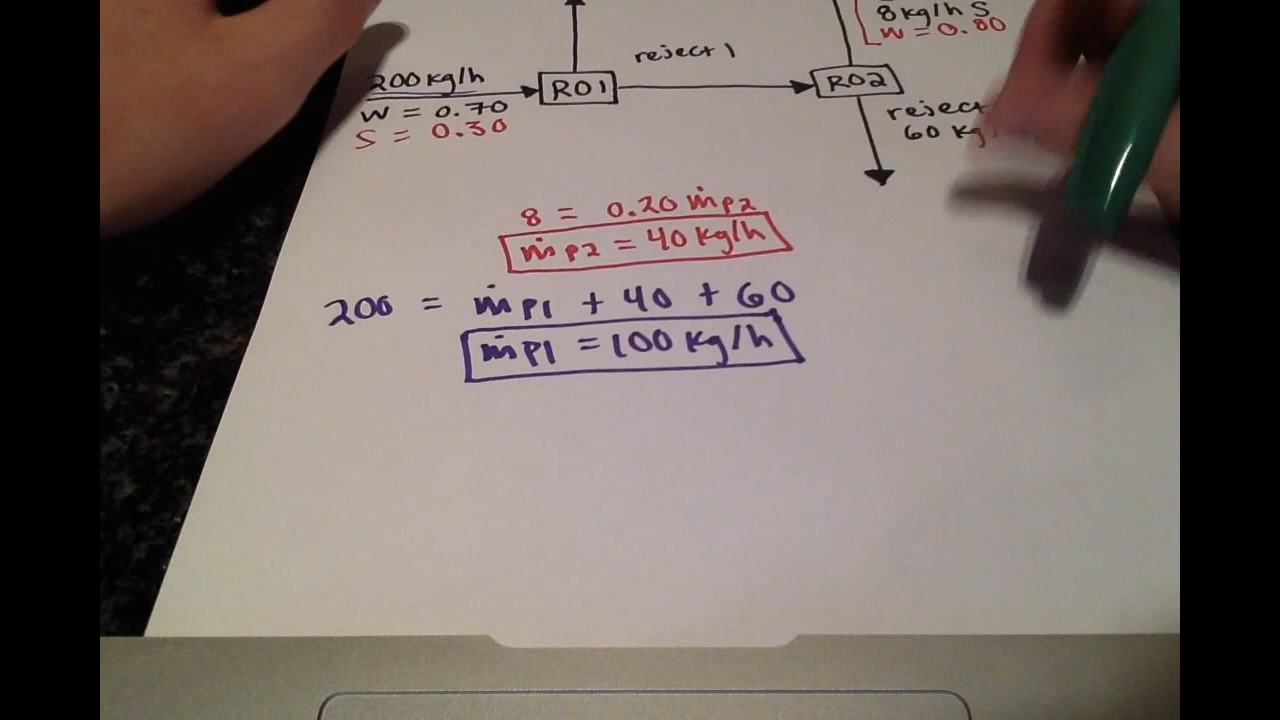 8 kg/h S
W = 0.80
reject 1
200 kg/h
RO1
RO2
W = 0.70
S = 0.30
reject
60 kg
8 = 0.20 ṁp2
ṁp2 = 40 kg/h
200 = ṁp1 + 40 + 60
ṁp1 = 100 kg/h